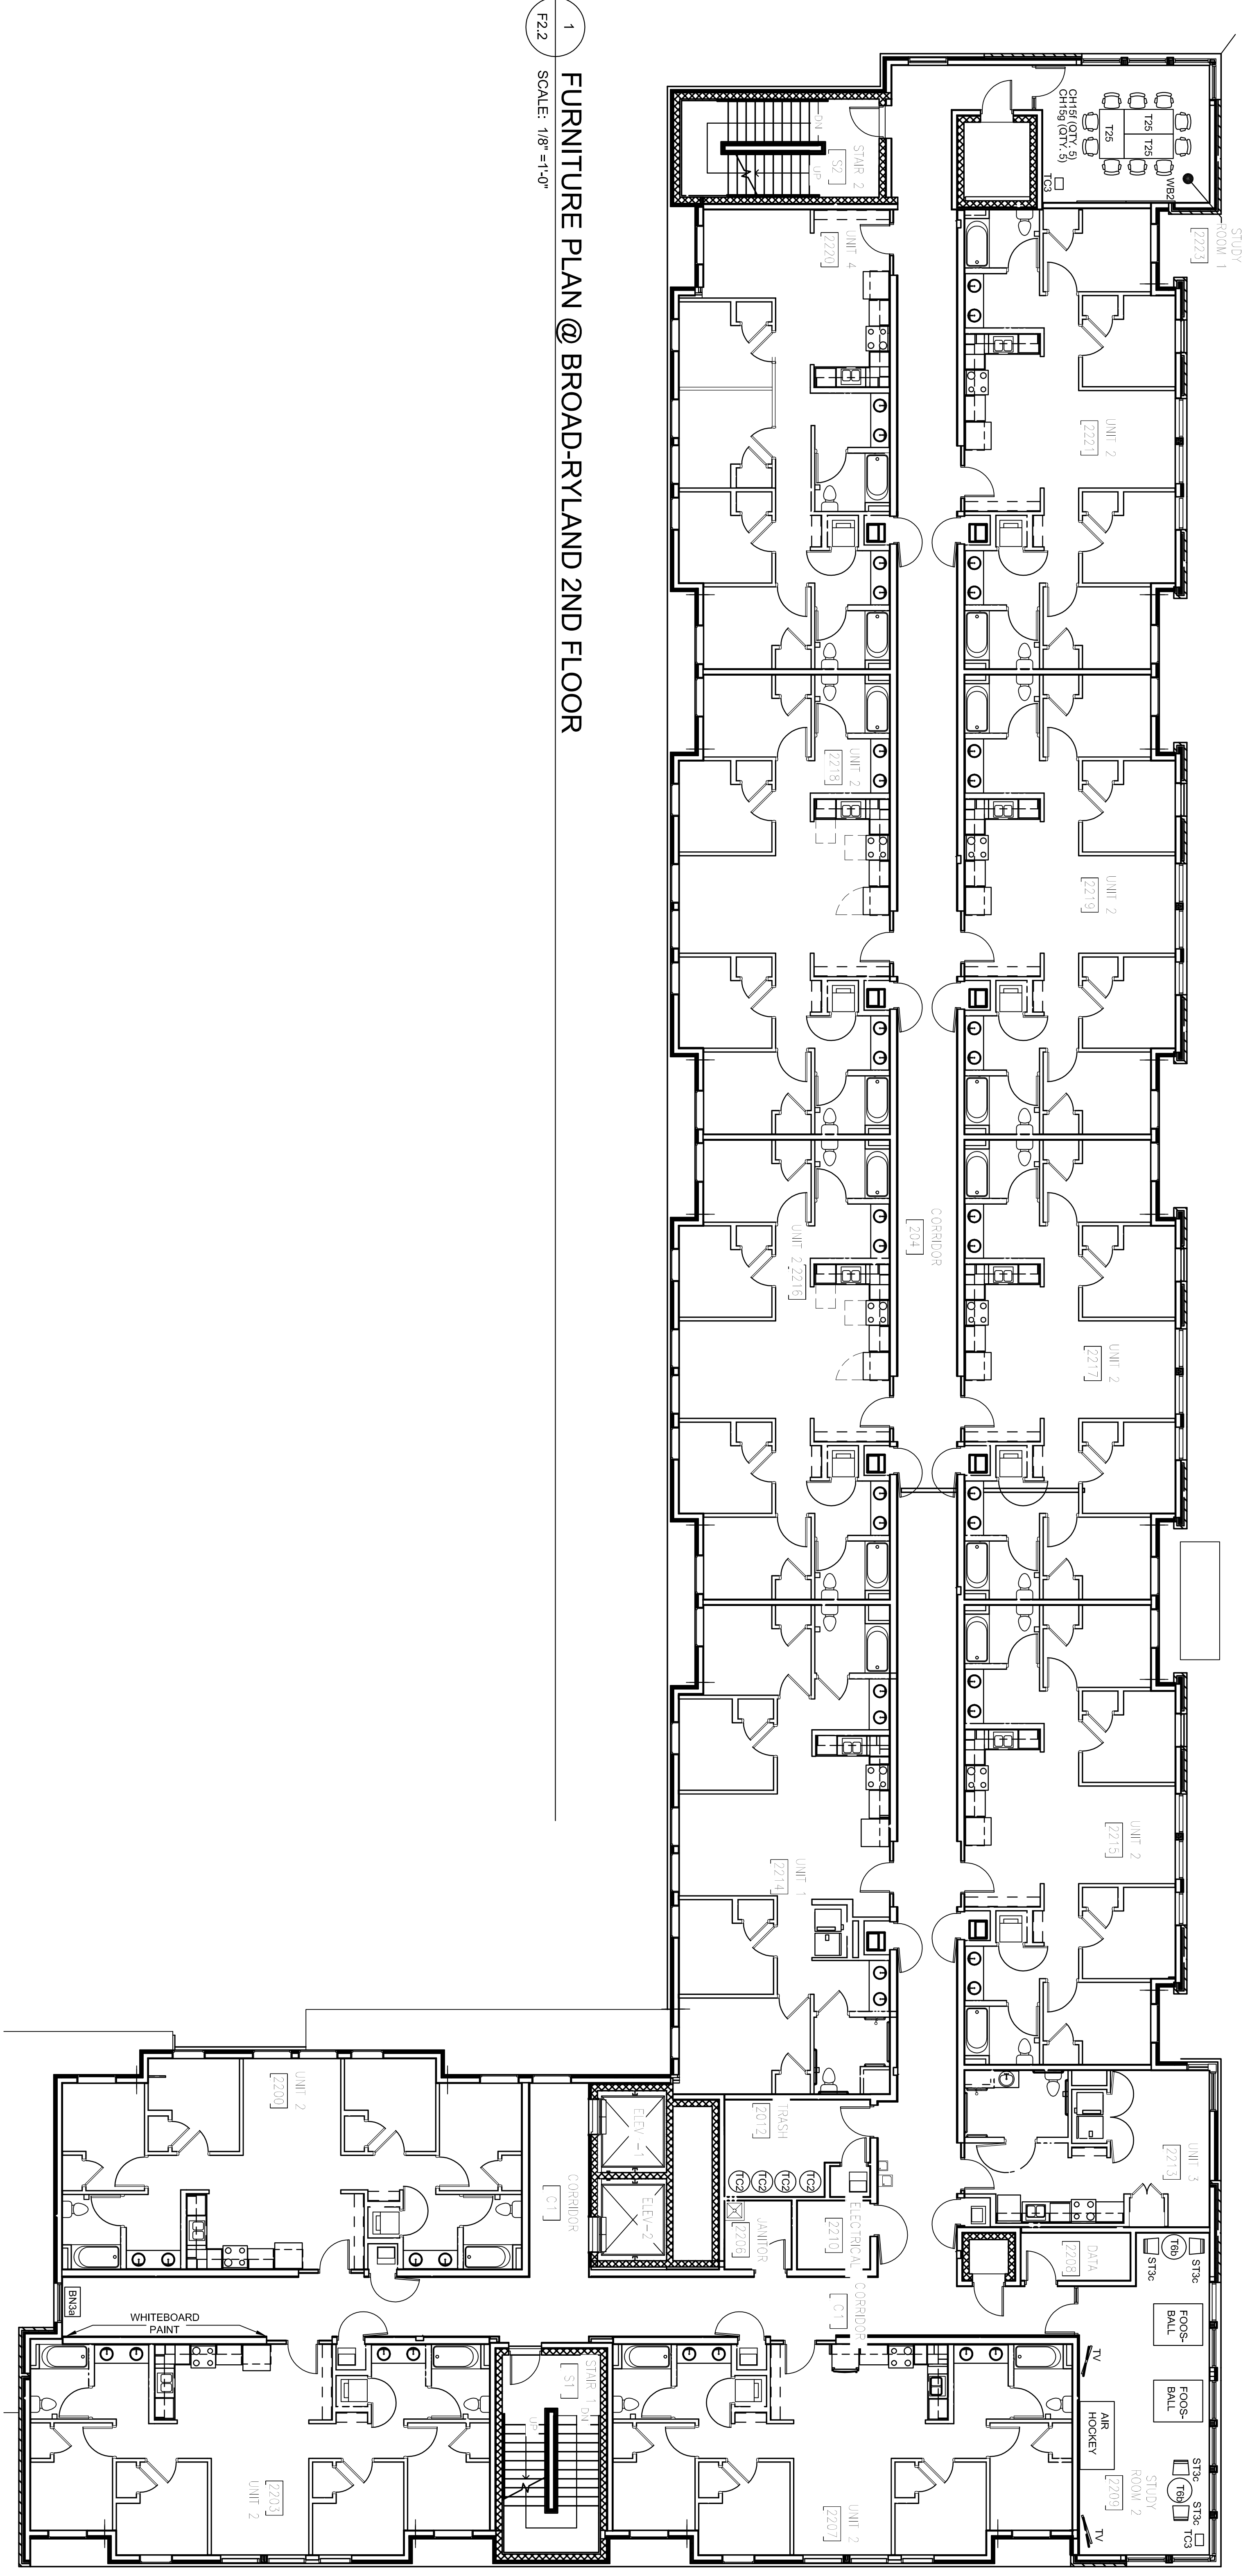 1
F2.2
FURNITURE PLAN @ BROAD-RYLAND 2ND FLOOR
SCALE: 1/8" =1'-0"
STUDY
ROOM 1
2223
WB2
T25
T25
T25
CH15f (QTY. 5)
CH15g (QTY. 5)
TC3
DN
UP
STAIR 2
S2
UNIT 4
2220
UNIT 2
2221
UNIT 2
2218
UNIT 2
2219
CORRIDOR
204
UNIT 2
2216
UNIT 2
2217
UNIT 1
2214
UNIT 2
2215
UNIT 3
2213
TRASH
2012
TC2
TC2
TC2
TC2
JANITOR
2206
ELECTRICAL
2210
ELEV -1
ELEV-2
CORRIDOR
C1
CORRIDOR
C1
DATA
2208
UNIT 2
2200
BN3a
WHITEBOARD
PAINT
UNIT 2
2203
STAIR 1
S1
DN
UP
UNIT 2
2207
STUDY
ROOM 2
2209
ST3c
T6b
ST3c
FOOS-
BALL
FOOS-
BALL
TV
AIR
HOCKEY
ST3c
T6b
ST3c
TC3
TV